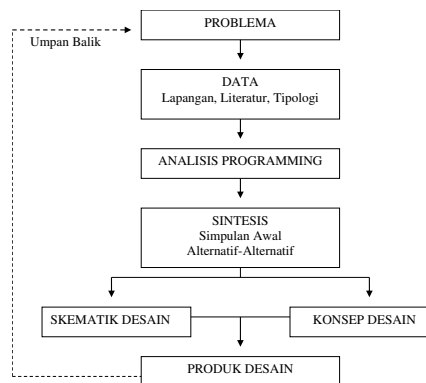 PROBLEMA
Umpan Balik
DATA
Lapangan, Literatur, Tipologi
ANALISIS PROGRAMMING
SINTESIS
Simpulan Awal
Alternatif-Alternatif
SKEMATIK DESAIN
KONSEP DESAIN
PRODUK DESAIN